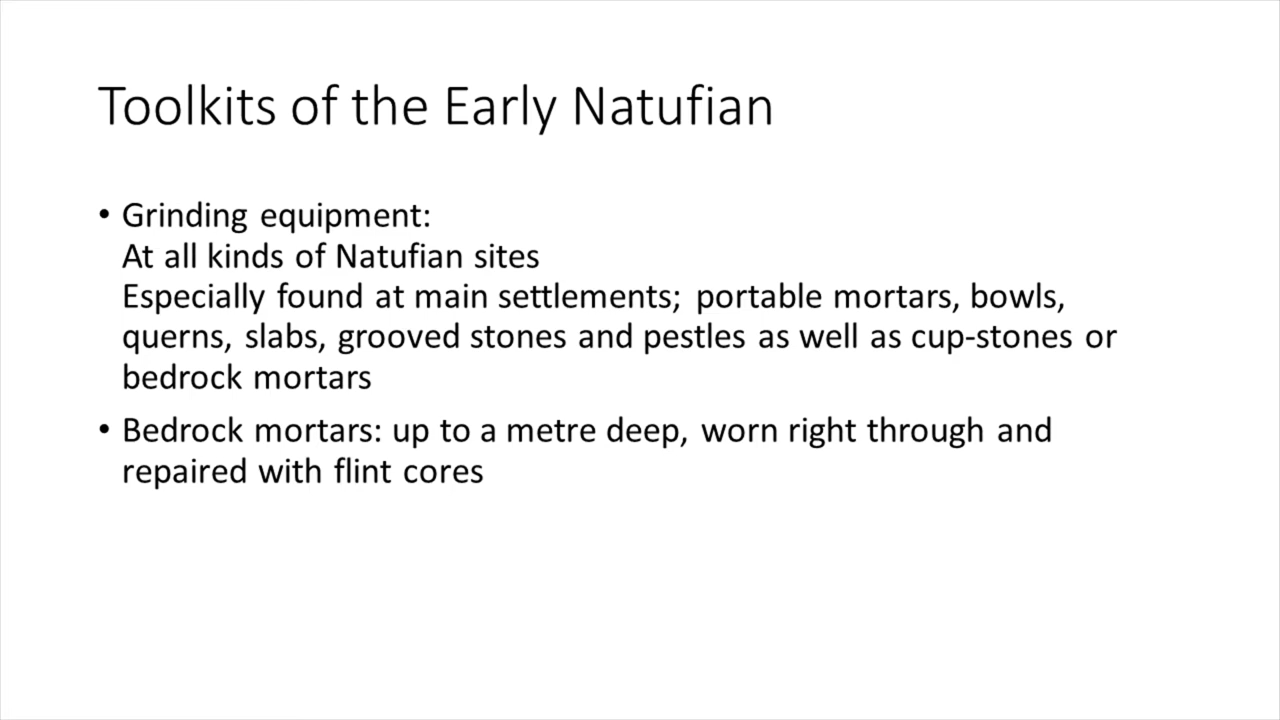 Toolkits of the Early Natufian
• Grinding equipment:
At all kinds of Natufian sites
Especially found at main settlements; portable mortars, bowls,
querns, slabs, grooved stones and pestles as well as cup-stones or
bedrock mortars
• Bedrock mortars: up to a metre deep, worn right through and
repaired with flint cores